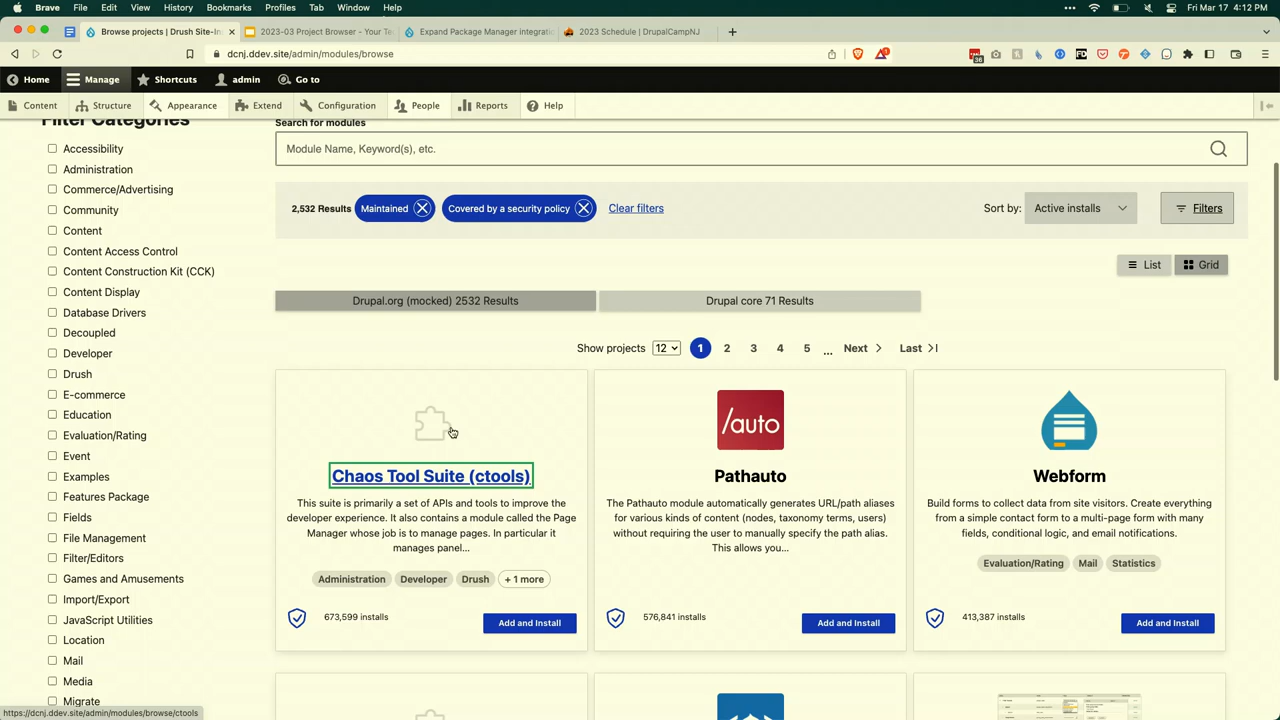 Brave File Edit View History Bookmarks Profiles Tab Window Help
Fri Mar 17 4:12 PM
Browse projects | Drush Site-In
2023-03 Project Browser - Your Te
Expand Package Manager integratio
2023 Schedule | DrupalCampNJ
dcnj.ddev.site/admin/modules/browse
Home Manage Shortcuts admin Go to
Content Structure Appearance Extend Configuration People Reports Help
Filter Categories
Accessibility
Administration
Commerce/Advertising
Community
Content
Content Access Control
Content Construction Kit (CCK)
Content Display
Database Drivers
Decoupled
Developer
Drush
E-commerce
Education
Evaluation/Rating
Event
Examples
Features Package
Fields
File Management
Filter/Editors
Games and Amusements
Import/Export
JavaScript Utilities
Location
Mail
Media
Migrate
Search for modules
Module Name, Keyword(s), etc.
2,532 Results Maintained Covered by a security policy Clear filters
Sort by: Active installs Filters
List Grid
Drupal.org (mocked) 2532 Results Drupal core 71 Results
Show projects 12 1 2 3 4 5 ... Next Last
Chaos Tool Suite (ctools)
This suite is primarily a set of APIs and tools to improve the
developer experience. It also contains a module called the Page
Manager whose job is to manage pages. In particular it
manages panel...
Administration Developer Drush + 1 more
673,599 installs Add and Install
/auto
Pathauto
The Pathauto module automatically generates URL/path aliases
for various kinds of content (nodes, taxonomy terms, users)
without requiring the user to manually specify the path alias.
This allows you...
576,841 installs Add and Install
Webform
Build forms to collect data from site visitors. Create everything
from a simple contact form to a multi-page form with many
fields, conditional logic, and email notifications.
Evaluation/Rating Mail Statistics
413,387 installs Add and Install
https://dcnj.ddev.site/admin/modules/browse/ctools